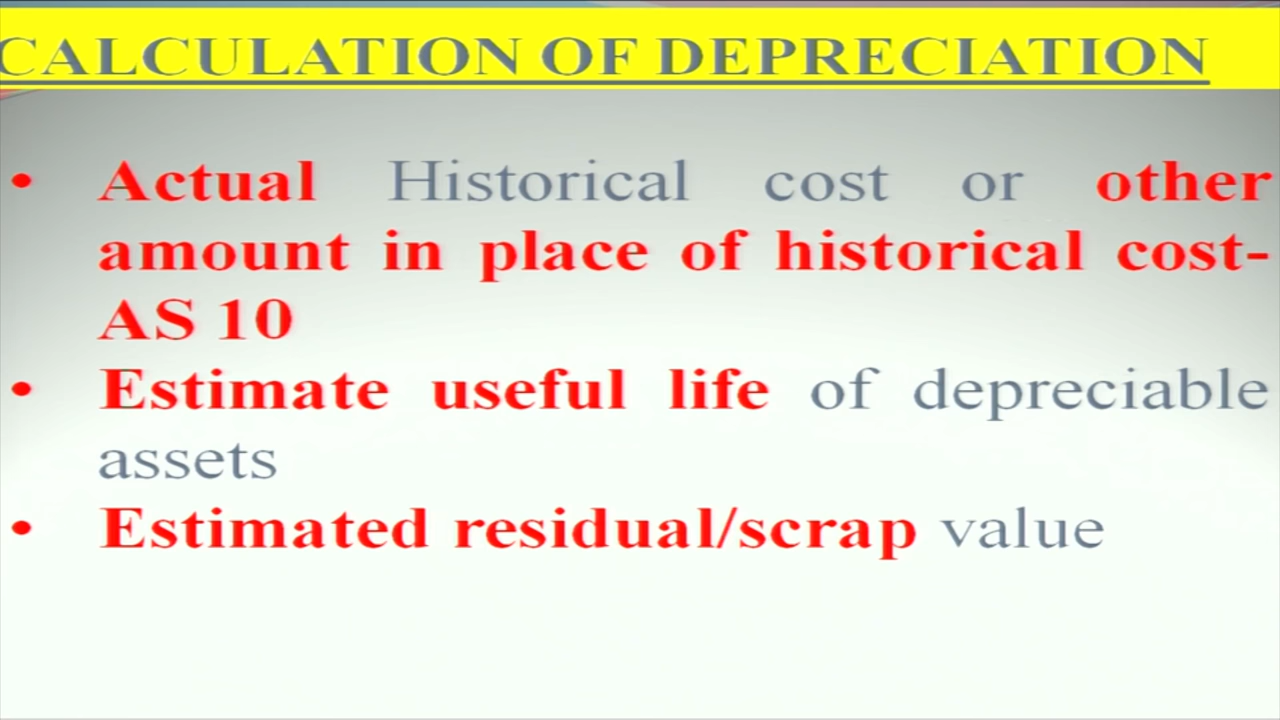 CALCULATION OF DEPRECIATION
• Actual Historical cost or other
amount in place of historical cost-
AS 10
• Estimate useful life of depreciable
assets
• Estimated residual/scrap value